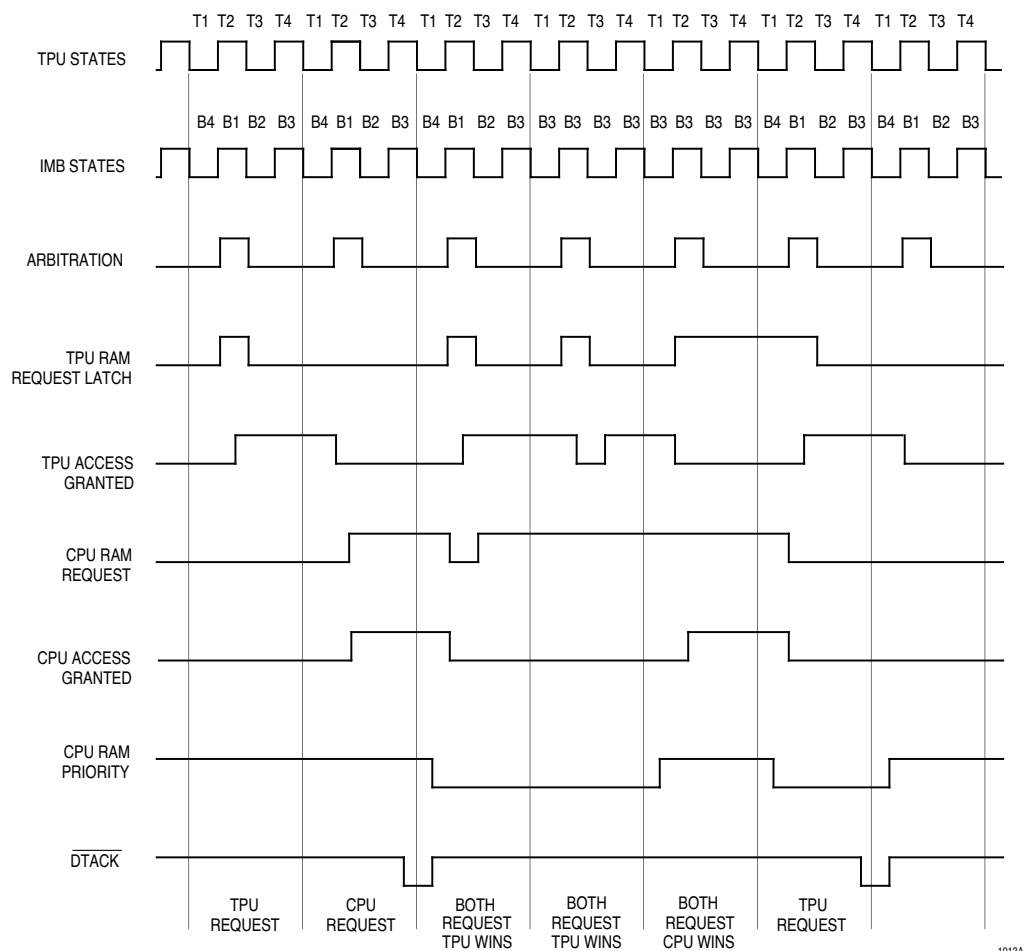 T1 T2 T3 T4 T1 T2 T3 T4 T1 T2 T3 T4 T1 T2 T3 T4 T1 T2 T3 T4 T1 T2 T3 T4 T1 T2 T3 T4
TPU STATES
B4 B1 B2 B3 B4 B1 B2 B3 B4 B1 B2 B3 B3 B3 B3 B3 B3 B3 B3 B3 B4 B1 B2 B3 B4 B1 B2 B3
IMB STATES
ARBITRATION
TPU RAM
REQUEST LATCH
TPU ACCESS
GRANTED
CPU RAM
REQUEST
CPU ACCESS
GRANTED
CPU RAM
PRIORITY
DTACK
TPU
REQUEST
CPU
REQUEST
BOTH
REQUEST
TPU WINS
BOTH
REQUEST
TPU WINS
BOTH
REQUEST
CPU WINS
TPU
REQUEST
1013A